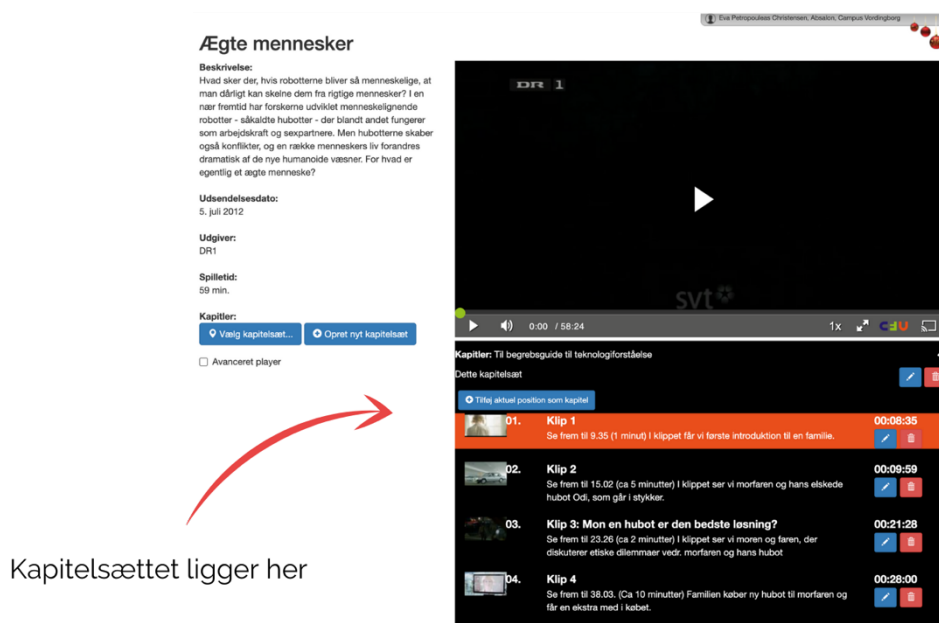 Eva Petropouleas Christensen, Absalon, Campus Vordingborg
Ægte mennesker
Beskrivelse:
Hvad sker der, hvis robotterne bliver så menneskelige, at
man dårligt kan skelne dem fra rigtige mennesker? I en
nær fremtid har forskerne udviklet menneskelignende
robotter - såkaldte hubotter - der blandt andet fungerer
som arbejdskraft og sexpartnere. Men hubotterne skaber
også konflikter, og en række menneskers liv forandres
dramatisk af de nye humanoide væsner. For hvad er
egentlig et ægte menneske?
Udsendelsesdato:
5. juli 2012
Udgiver:
DR1
Spilletid:
59 min.
Kapitler:
Vælg kapitelsæt... Opret nyt kapitelsæt
Avanceret player
DR 1
svt
0:00 / 58:24 1x CFU
Kapitler: Til begrebsguide til teknologiforståelse
Dette kapitelsæt
Tilføj aktuel position som kapitel
01. Klip 1 00:08:35
Se frem til 9.35 (1 minut) I klippet får vi første introduktion til en familie.
02. Klip 2 00:09:59
Se frem til 15.02 (ca 5 minutter) I klippet ser vi morfaren og hans elskede
hubot Odi, som går i stykker.
03. Klip 3: Mon en hubot er den bedste løsning? 00:21:28
Se frem til 23.26 (ca 2 minutter) I klippet ser vi moren og faren, der
diskuterer etiske dilemmaer vedr. morfaren og hans hubot
04. Klip 4 00:28:00
Se frem til 38.03. (Ca 10 minutter) Familien køber ny hubot til morfaren og
får en ekstra med i købet.
Kapitelsættet ligger her